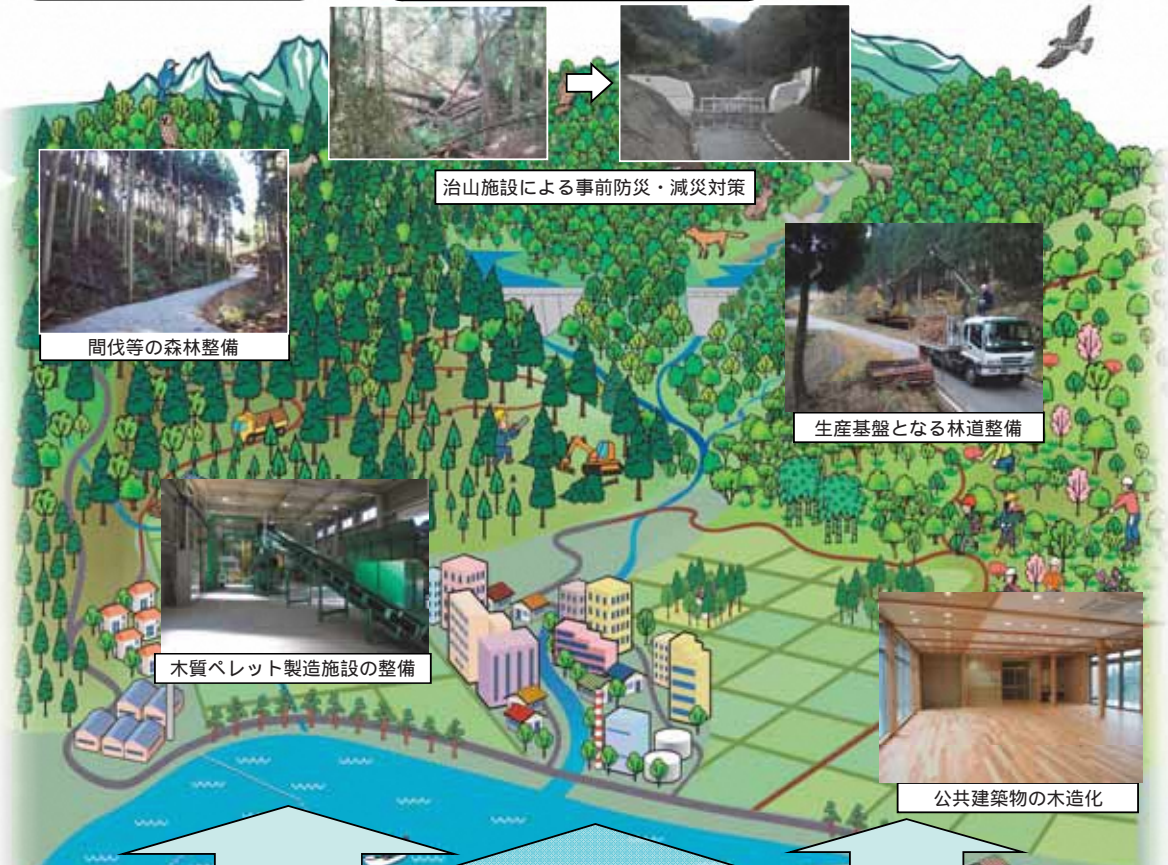 治山施設による事前防災・減災対策
間伐等の森林整備
生産基盤となる林道整備
木質ペレット製造施設の整備
公共建築物の木造化